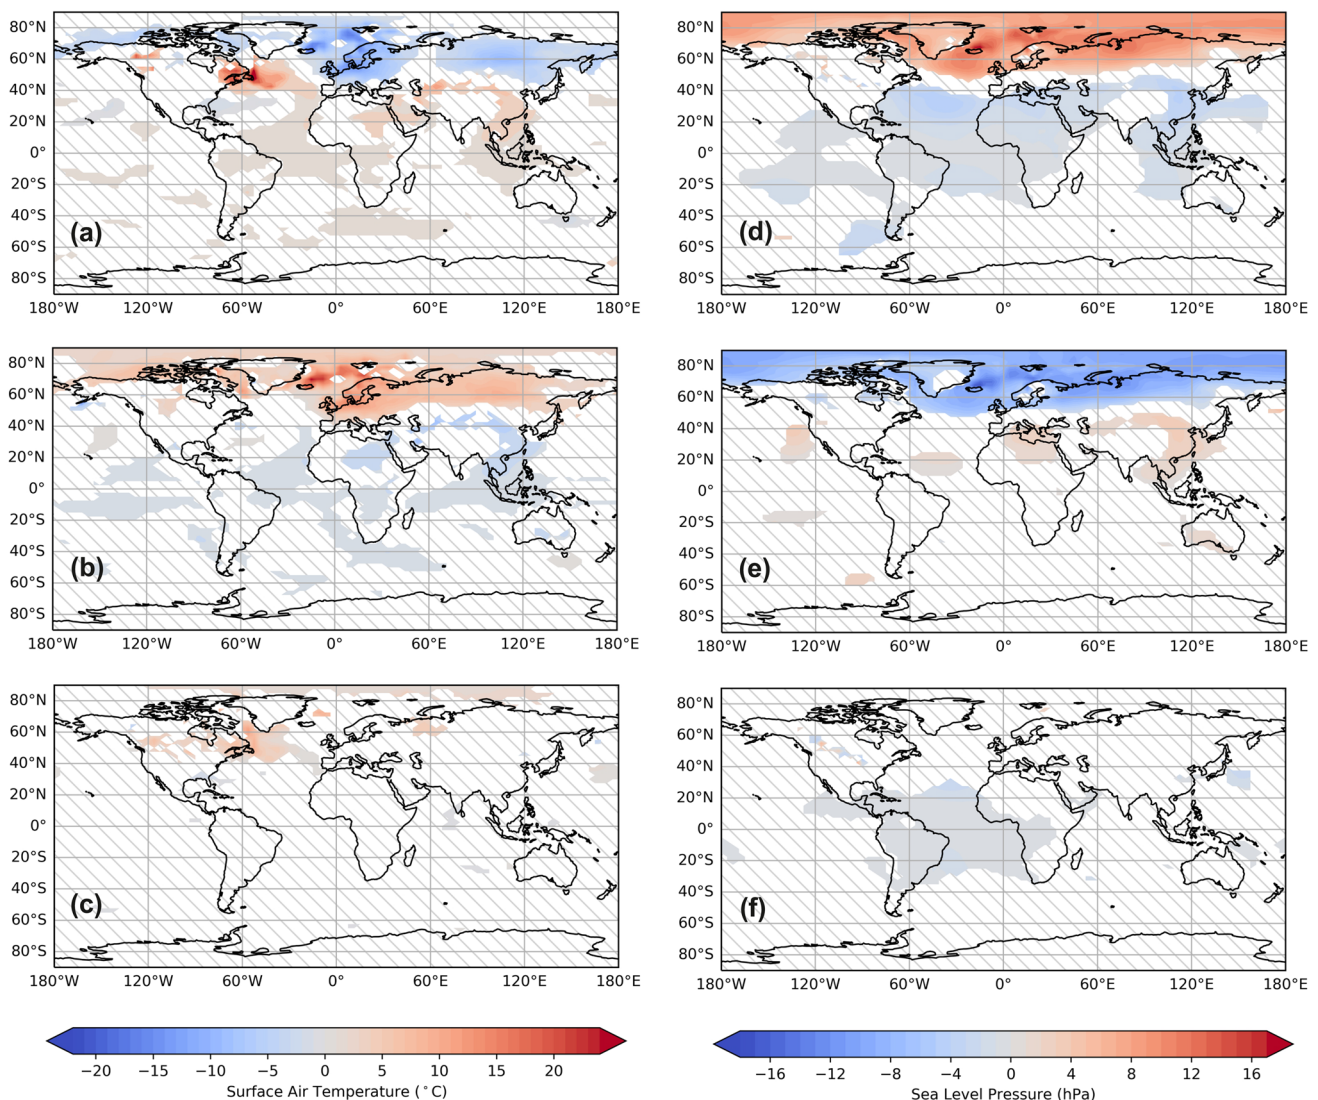 80°N
60°N
40°N
20°N
0°
20°S
40°S
60°S
80°S
(a)
180°W 120°W 60°W 0° 60°E 120°E 180°E
80°N
60°N
40°N
20°N
0°
20°S
40°S
60°S
80°S
(d)
180°W 120°W 60°W 0° 60°E 120°E 180°E
80°N
60°N
40°N
20°N
0°
20°S
40°S
60°S
80°S
(b)
180°W 120°W 60°W 0° 60°E 120°E 180°E
80°N
60°N
40°N
20°N
0°
20°S
40°S
60°S
80°S
(e)
180°W 120°W 60°W 0° 60°E 120°E 180°E
80°N
60°N
40°N
20°N
0°
20°S
40°S
60°S
80°S
(c)
180°W 120°W 60°W 0° 60°E 120°E 180°E
80°N
60°N
40°N
20°N
0°
20°S
40°S
60°S
80°S
(f)
180°W 120°W 60°W 0° 60°E 120°E 180°E
−20 −15 −10 −5 0 5 10 15 20
Surface Air Temperature (°C)
−16 −12 −8 −4 0 4 8 12 16
Sea Level Pressure (hPa)